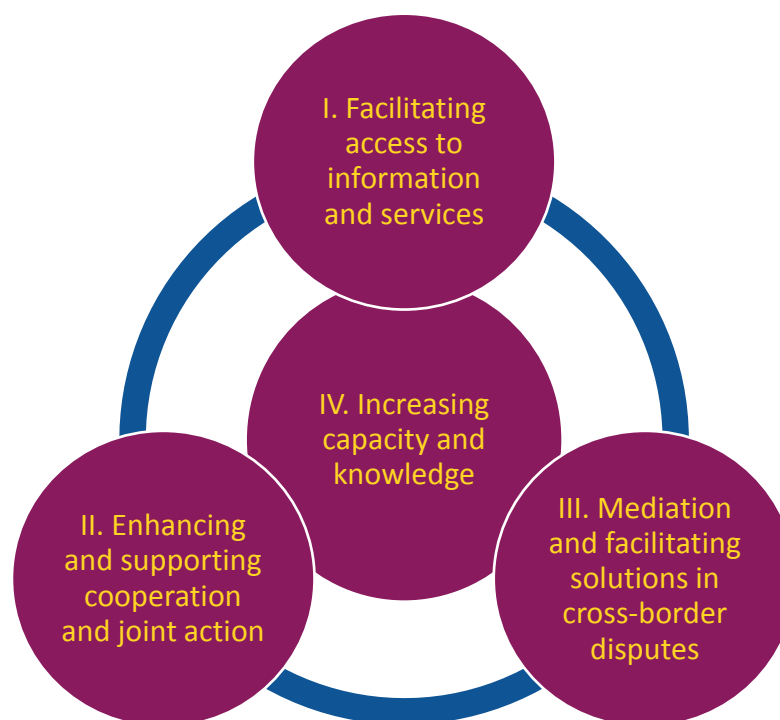 I. Facilitating
access to
information
and services
IV. Increasing
capacity and
knowledge
II. Enhancing
and supporting
cooperation
and joint action
III. Mediation
and facilitating
solutions in
cross-border
disputes